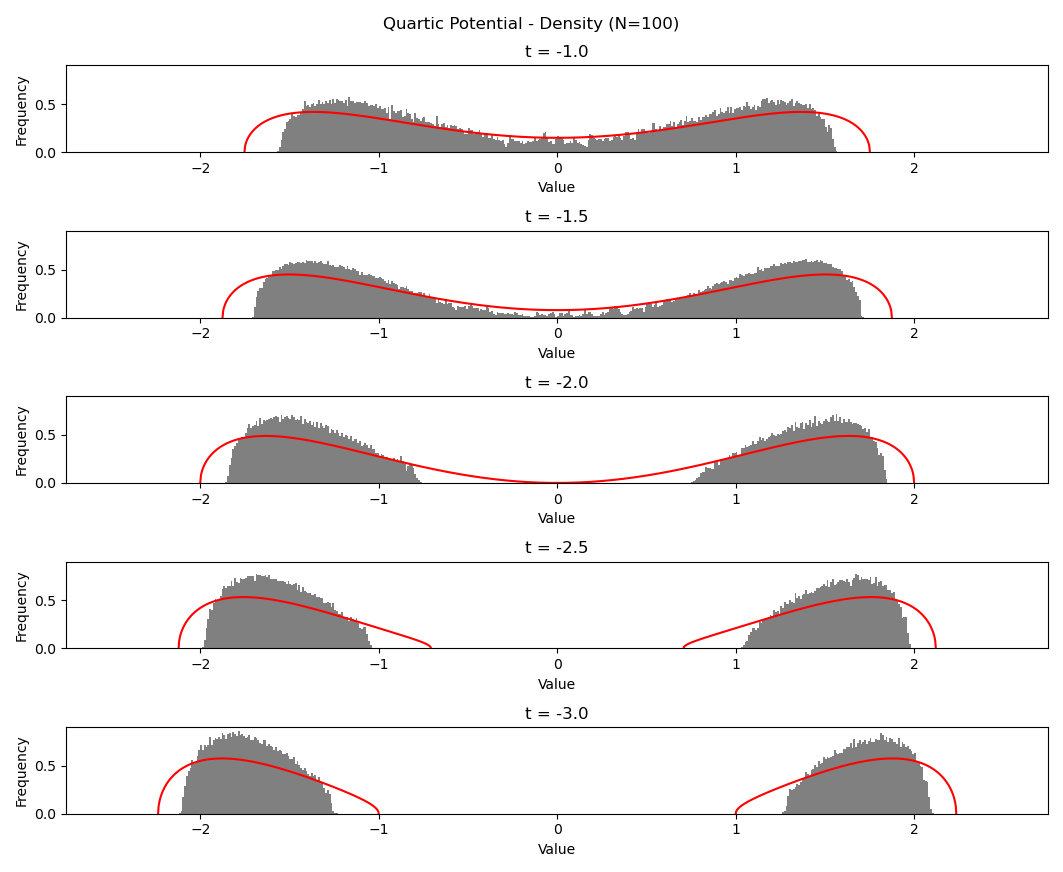 Quartic Potential - Density (N=100)
t = -1.0
Frequency
0.5
0.0
−2 −1 0 1 2
Value
t = -1.5
Frequency
0.5
0.0
−2 −1 0 1 2
Value
t = -2.0
Frequency
0.5
0.0
−2 −1 0 1 2
Value
t = -2.5
Frequency
0.5
0.0
−2 −1 0 1 2
Value
t = -3.0
Frequency
0.5
0.0
−2 −1 0 1 2
Value